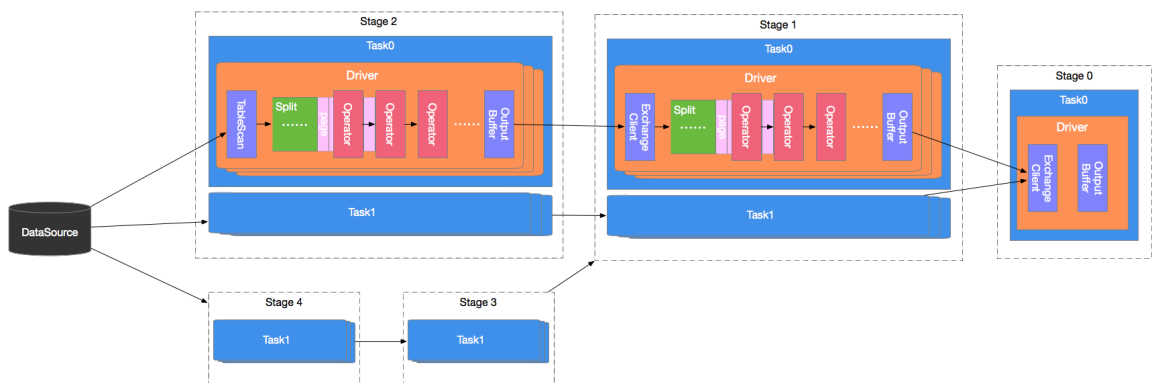 Stage 2
Task0
Driver
TableScan
Split
......
page
Operator
Operator
Operator
......
Output
Buffer
Task1
Stage 1
Task0
Driver
Exchange
Client
Split
......
page
Operator
Operator
Operator
......
Output
Buffer
Task1
Stage 0
Task0
Driver
Exchange
Client
Output
Buffer
DataSource
Stage 4
Task1
Stage 3
Task1